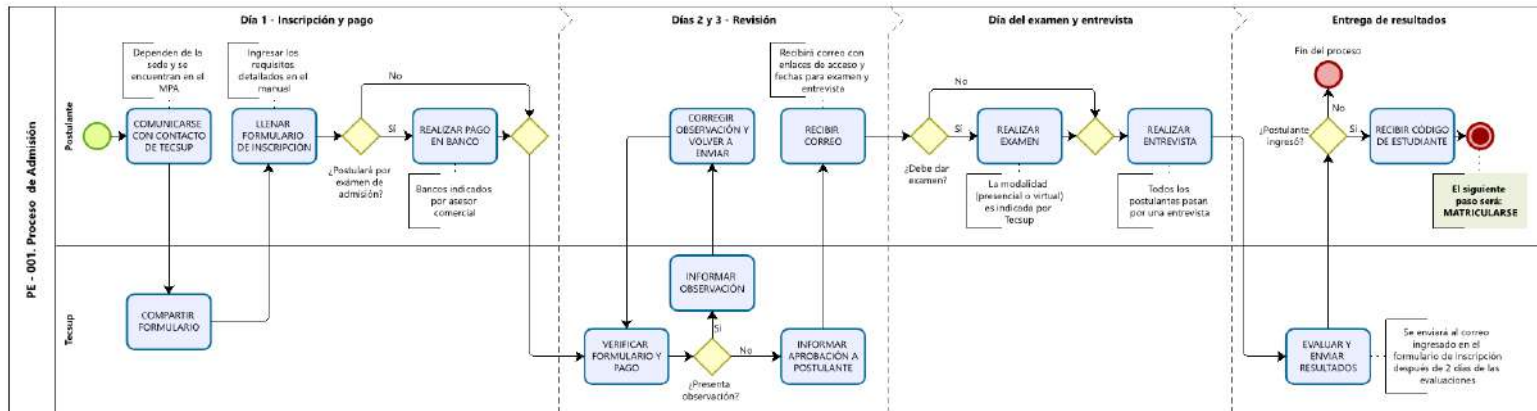 PE - 001. Proceso de Admisión
Día 1 - Inscripción y pago
Días 2 y 3 - Revisión
Día del examen y entrevista
Entrega de resultados
Postulante
Dependen de la
sede y se
encuentran en el
MPA
COMUNICARSE
CON CONTACTO
DE TECSUP
Ingresar los
requisitos
detallados en el
manual
LLENAR
FORMULARIO
DE INSCRIPCIÓN
No
Sí
¿Postulará por
exámen de
admisión?
REALIZAR PAGO
EN BANCO
Bancos indicados
por asesor
comercial
CORREGIR
OBSERVACIÓN Y
VOLVER A
ENVIAR
Recibirá correo con
enlaces de acceso y
fechas para examen y
entrevista
RECIBIR
CORREO
No
Sí
¿Debe dar
examen?
REALIZAR
EXAMEN
La modalidad
(presencial o virtual)
es indicada por
Tecsup
REALIZAR
ENTREVISTA
Todos los
postulantes pasan
por una entrevista
Fin del proceso
No
¿Postulante
ingresó?
Si
RECIBIR CÓDIGO
DE ESTUDIANTE
El siguiente
paso será:
MATRICULARSE
Tecsup
COMPARTIR
FORMULARIO
VERIFICAR
FORMULARIO Y
PAGO
INFORMAR
OBSERVACIÓN
Sí
No
¿Presenta
observación?
INFORMAR
APROBACIÓN A
POSTULANTE
EVALUAR Y
ENVIAR
RESULTADOS
Se enviará al correo
ingresado en el
formulario de inscripción
después de 2 días de las
evaluaciones